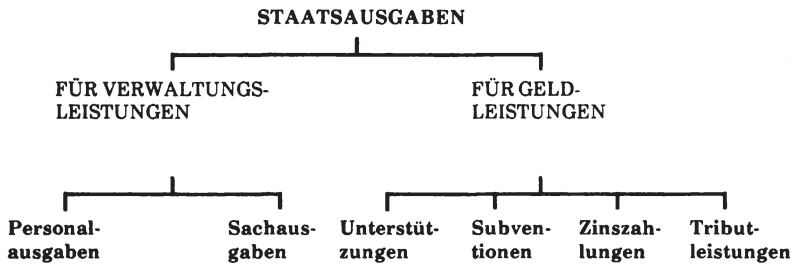 STAATSAUSGABEN
FÜR VERWALTUNGS-
LEISTUNGEN
FÜR GELD-
LEISTUNGEN
Personal-
ausgaben
Sachaus-
gaben
Unterstüt-
zungen
Subven-
tionen
Zinszah-
lungen
Tribut-
leistungen